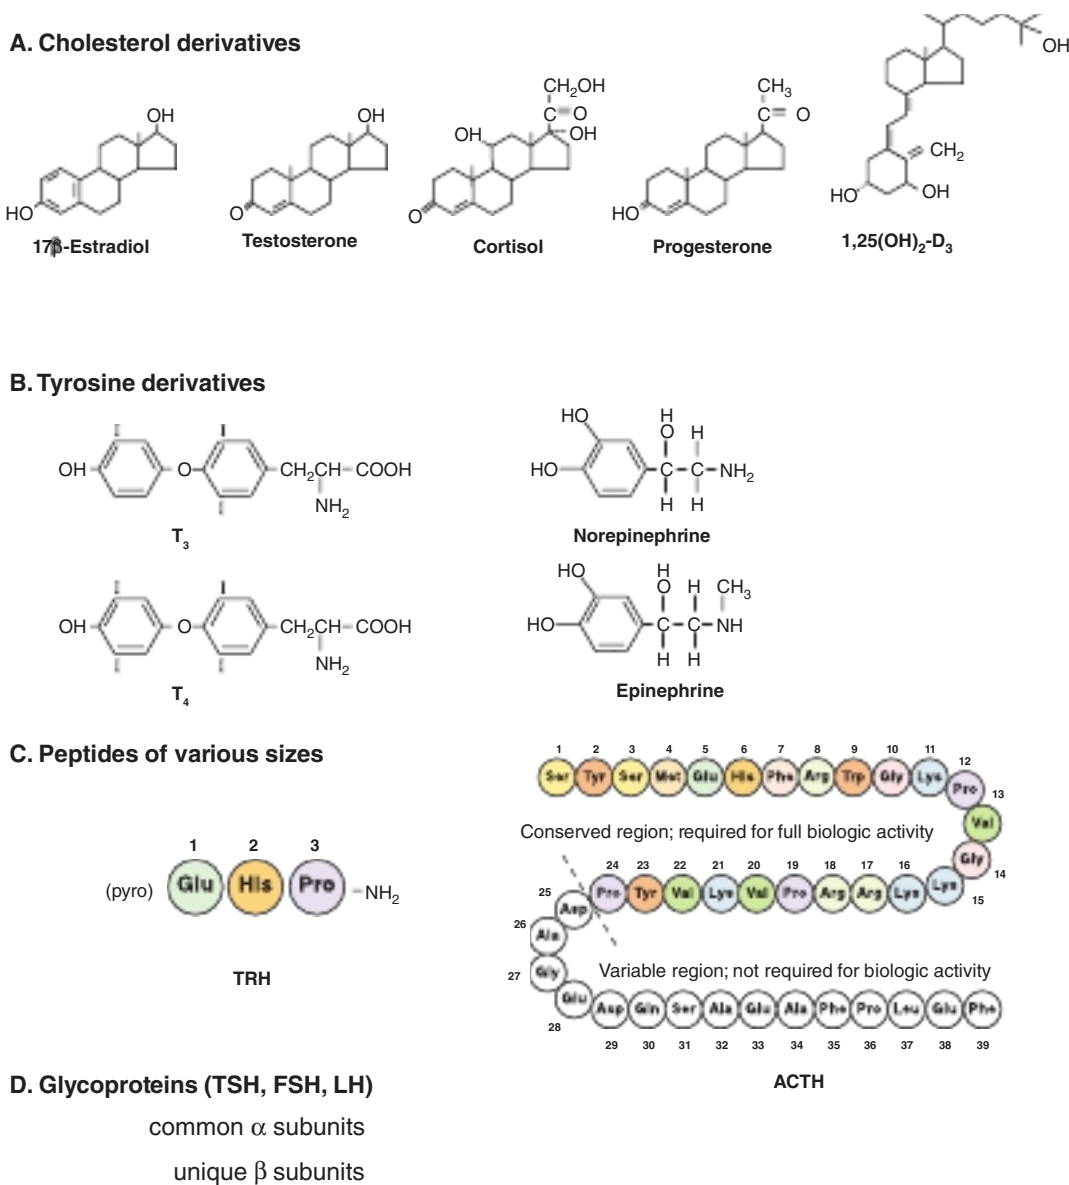 A. Cholesterol derivatives
OH
HO
17β-Estradiol
OH
O
Testosterone
CH₂OH
C=O
OH
OH
O
Cortisol
CH₃
C= O
HO
Progesterone
OH
CH₂
HO
OH
1,25(OH)₂-D₃
B. Tyrosine derivatives
I I
OH O CH₂CH-COOH
I NH₂
T₃
HO H
O H
HO C-C-NH₂
H H
Norepinephrine
I I
OH O CH₂CH-COOH
I I NH₂
T₄
HO H
O H CH₃
HO C-C-NH
H H
Epinephrine
C. Peptides of various sizes
1 2 3
(pyro) Glu His Pro -NH₂
TRH
1 2 3 4 5 6 7 8 9 10 11 12 13
Ser Tyr Ser Met Glu His Phe Arg Trp Gly Lys Pro Val
Conserved region; required for full biologic activity
Gly 14
24 23 22 21 20 19 18 17 16
25 Asp Pro Tyr Val Lys Val Pro Arg Arg Lys Lys 15
26 Ala
27 Gly
Variable region; not required for biologic activity
28 Glu Asp Gln Ser Ala Glu Ala Phe Pro Leu Glu Phe
29 30 31 32 33 34 35 36 37 38 39
ACTH
D. Glycoproteins (TSH, FSH, LH)
common α subunits
unique β subunits